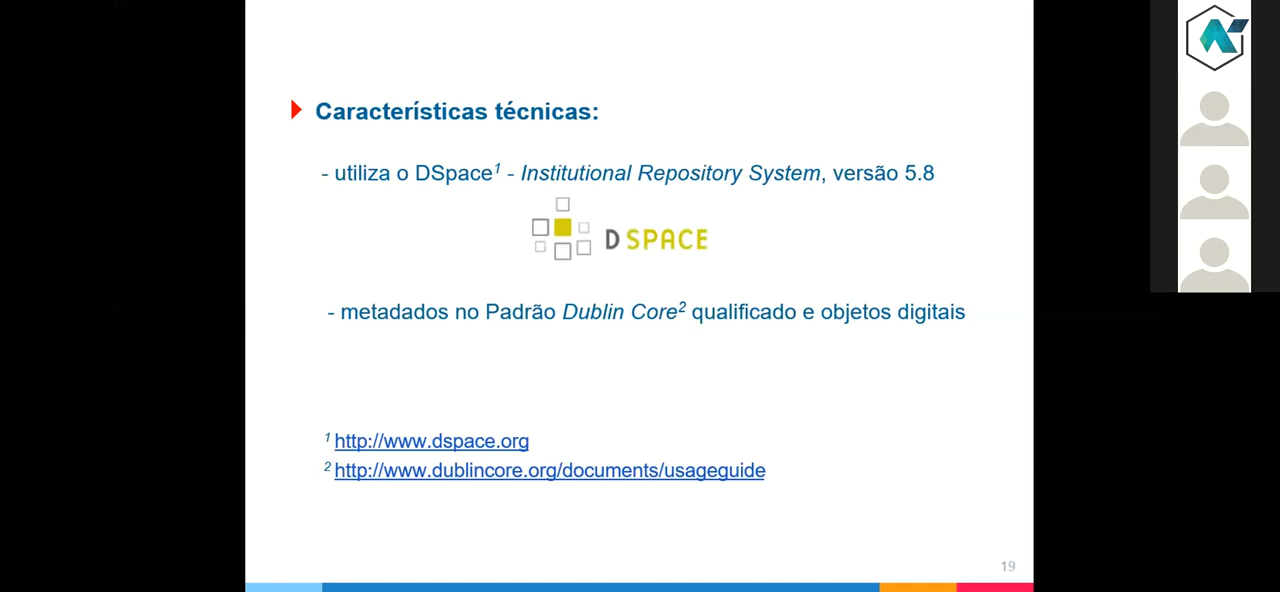 Características técnicas:
- utiliza o DSpace¹ - Institutional Repository System, versão 5.8
D SPACE
- metadados no Padrão Dublin Core² qualificado e objetos digitais
¹ http://www.dspace.org
² http://www.dublincore.org/documents/usageguide
19